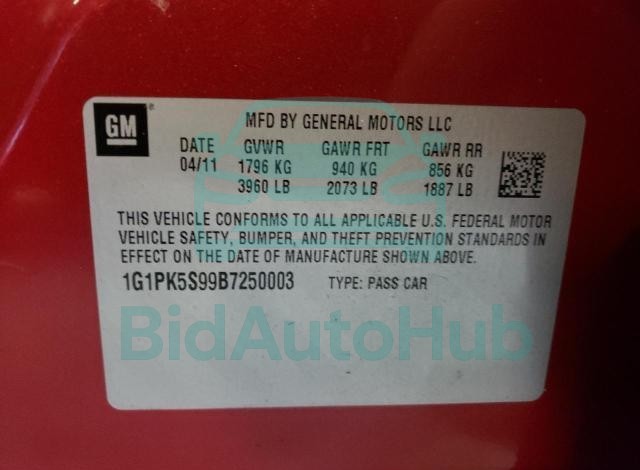 GM
MFD BY GENERAL MOTORS LLC
DATE GVWR GAWR FRT GAWR RR
04/11 1796 KG 940 KG 856 KG
3960 LB 2073 LB 1887 LB
THIS VEHICLE CONFORMS TO ALL APPLICABLE U.S. FEDERAL MOTOR
VEHICLE SAFETY, BUMPER, AND THEFT PREVENTION STANDARDS IN
EFFECT ON THE DATE OF MANUFACTURE SHOWN ABOVE.
1G1PK5S99B7250003 TYPE: PASS CAR
BidAutoHub